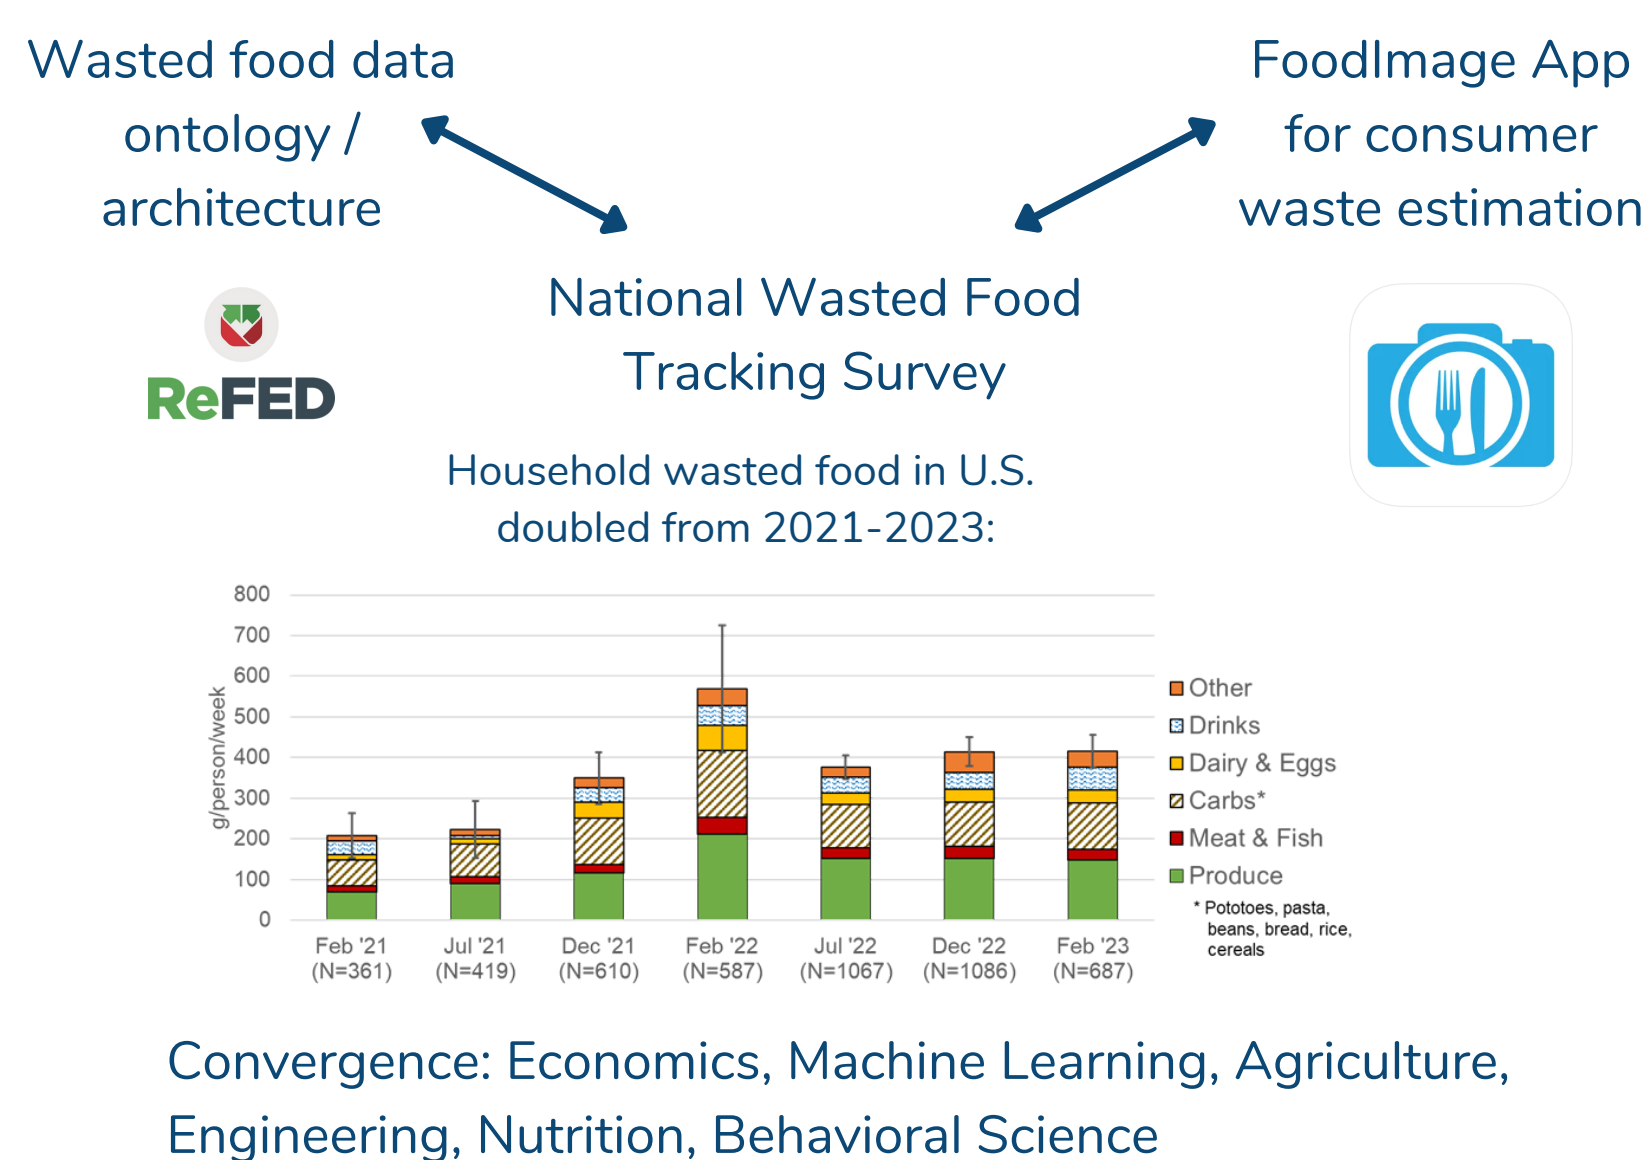 Wasted food data
ontology /
architecture
FoodImage App
for consumer
waste estimation
ReFED
National Wasted Food
Tracking Survey
Household wasted food in U.S.
doubled from 2021-2023:
g/person/week
800
700
600
500
400
300
200
100
0
Feb '21
(N=361)
Jul '21
(N=419)
Dec '21
(N=610)
Feb '22
(N=587)
Jul '22
(N=1067)
Dec '22
(N=1086)
Feb '23
(N=687)
Other
Drinks
Dairy & Eggs
Carbs*
Meat & Fish
Produce
* Pototoes, pasta,
beans, bread, rice,
cereals
Convergence: Economics, Machine Learning, Agriculture,
Engineering, Nutrition, Behavioral Science